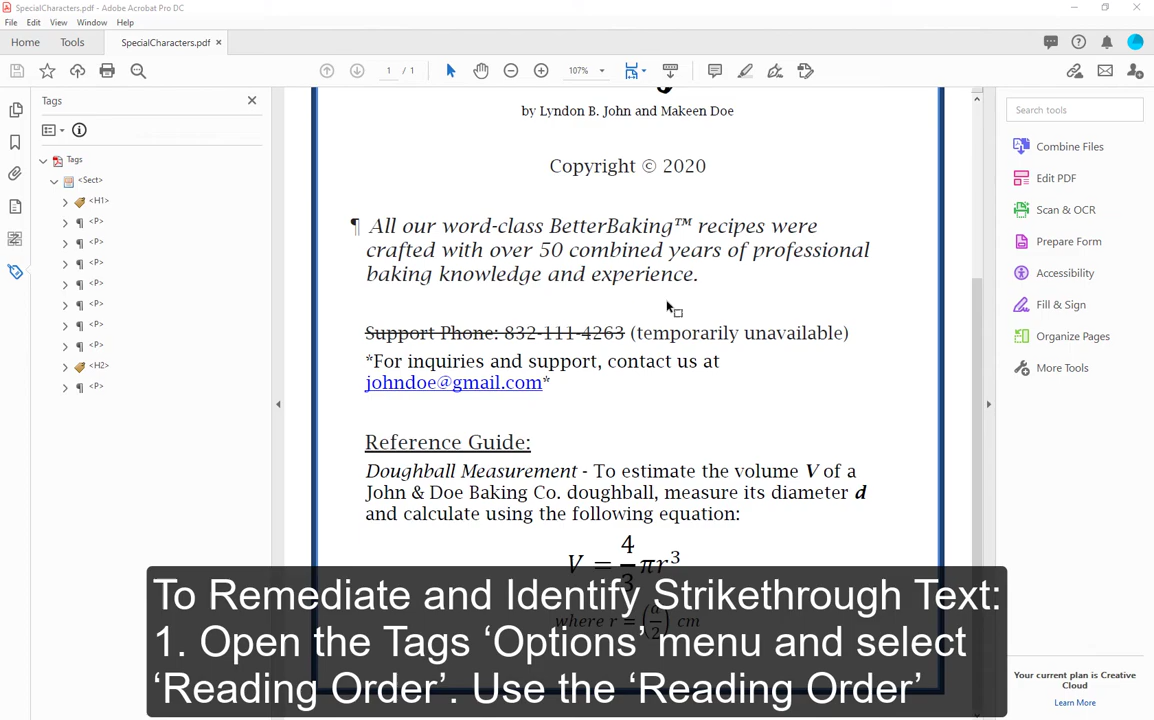 SpecialCharacters.pdf - Adobe Acrobat Pro DC
File Edit View Window Help
Home Tools SpecialCharacters.pdf ×
1 / 1 107%
Tags
Tags
<Sect>
<H1>
<P>
<P>
<P>
<P>
<P>
<P>
<P>
<H2>
<P>
by Lyndon B. John and Makeen Doe
Copyright © 2020
¶ All our word-class BetterBaking™ recipes were
crafted with over 50 combined years of professional
baking knowledge and experience.
Support Phone: 832-111-4263 (temporarily unavailable)
*For inquiries and support, contact us at
johndoe@gmail.com*
Reference Guide:
Doughball Measurement - To estimate the volume V of a
John & Doe Baking Co. doughball, measure its diameter d
and calculate using the following equation:
V = 4/3 πr³
where r = (d/2) cm
To Remediate and Identify Strikethrough Text:
1. Open the Tags ‘Options’ menu and select
‘Reading Order’. Use the ‘Reading Order’
Search tools
Combine Files
Edit PDF
Scan & OCR
Prepare Form
Accessibility
Fill & Sign
Organize Pages
More Tools
Your current plan is Creative
Cloud
Learn More